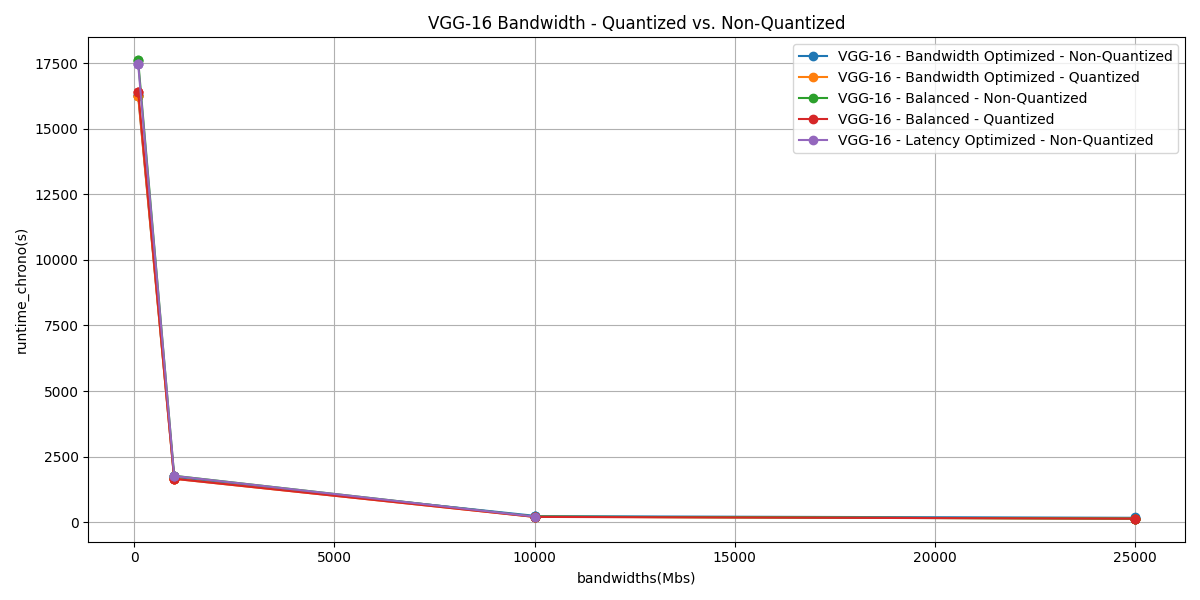 VGG-16 Bandwidth - Quantized vs. Non-Quantized
VGG-16 - Bandwidth Optimized - Non-Quantized
VGG-16 - Bandwidth Optimized - Quantized
VGG-16 - Balanced - Non-Quantized
VGG-16 - Balanced - Quantized
VGG-16 - Latency Optimized - Non-Quantized
runtime_chrono(s)
17500
15000
12500
10000
7500
5000
2500
0
0 5000 10000 15000 20000 25000
bandwidths(Mbs)